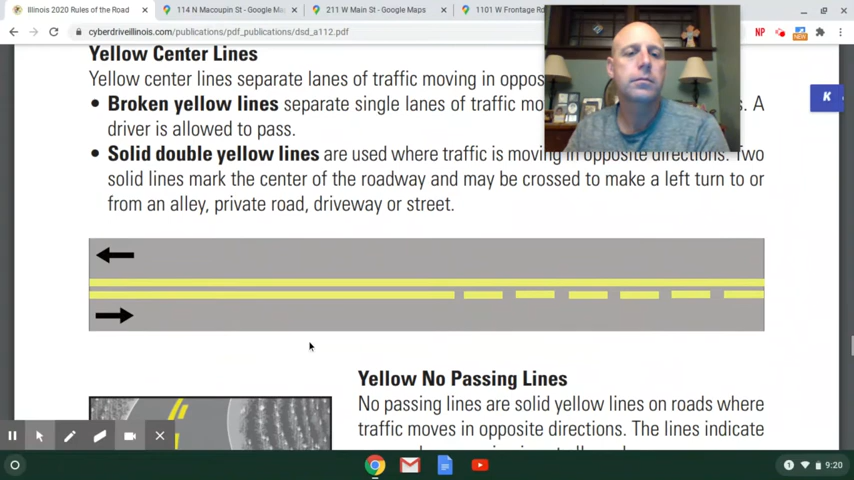 Illinois 2020 Rules of the Road
114 N Macoupin St - Google Ma
211 W Main St - Google Maps
1101 W Frontage Ro
cyberdriveillinois.com/publications/pdf_publications/dsd_a112.pdf
NP
NEW
K
Yellow Center Lines
Yellow center lines separate lanes of traffic moving in oppos
• Broken yellow lines separate single lanes of traffic mo s. A
driver is allowed to pass.
• Solid double yellow lines are used where traffic is moving in opposite directions. Two
solid lines mark the center of the roadway and may be crossed to make a left turn to or
from an alley, private road, driveway or street.
Yellow No Passing Lines
No passing lines are solid yellow lines on roads where
traffic moves in opposite directions. The lines indicate
1
9:20